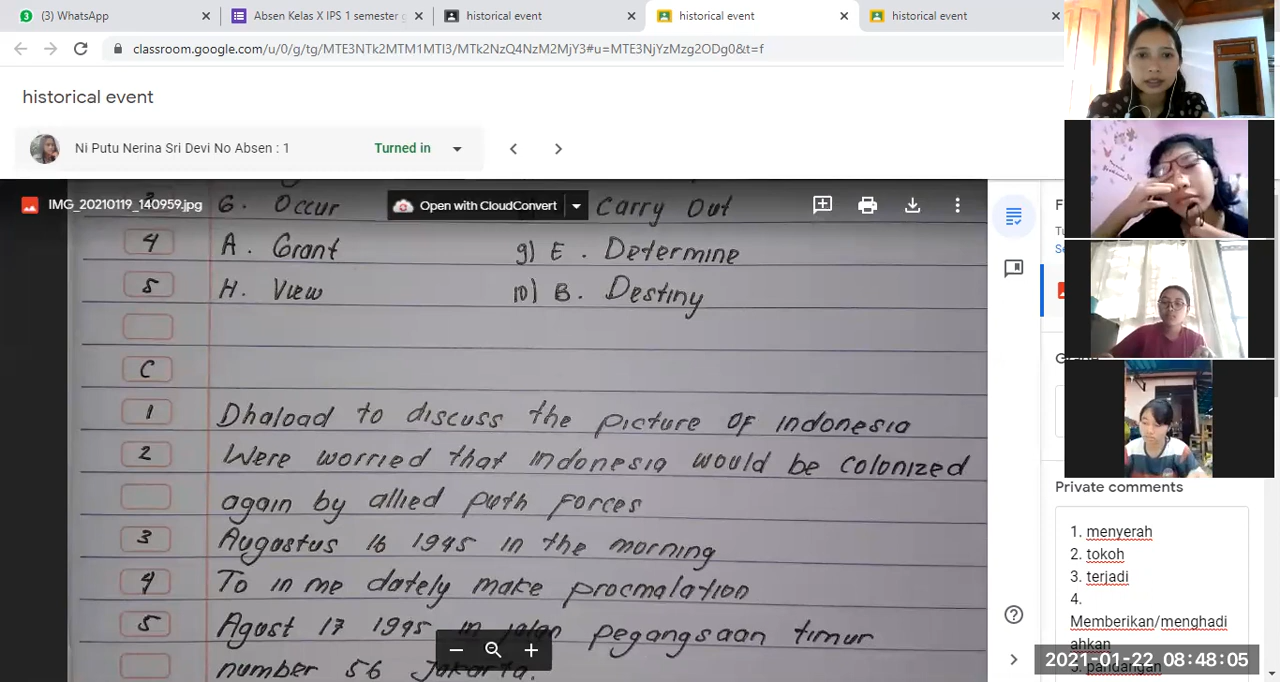 (3) WhatsApp
Absen Kelas X IPS 1 semester g
historical event
historical event
historical event
classroom.google.com/u/0/g/tg/MTE3NTk2MTM1MTI3/MTk2NzQ4NzM2MjY3#u=MTE3NjYzMzg2ODg0&t=f
historical event
Ni Putu Nerina Sri Devi No Absen : 1
Turned in
IMG_20210119_140959.jpg
Open with CloudConvert
G. Occur
Carry Out
4 A. Grant
g) E. Determine
5 H. View
10) B. Destiny
C
1 Dhaload to discuss the picture OF indonesia
2 Were worried that indonesia would be colonized
again by allied puth forces
3 Augustus 16 1945 in the morning
4 To in me dately make procmalation
5 Agust 17 1945 in jalan pegangsaan timur
number 56 Jakarta.
Private comments
1. menyerah
2. tokoh
3. terjadi
4.
Memberikan/menghadi
ahkan
5. pandangan
2021-01-22 08:48:05